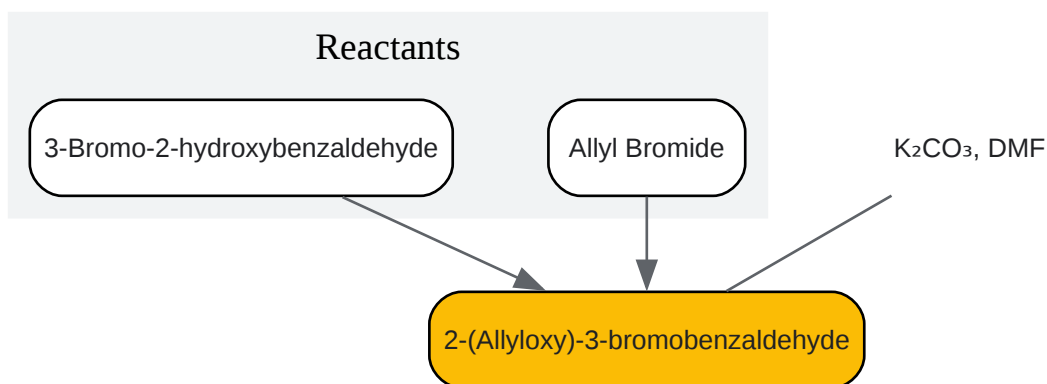 Reactants
3-Bromo-2-hydroxybenzaldehyde
Allyl Bromide
K₂CO₃, DMF
2-(Allyloxy)-3-bromobenzaldehyde